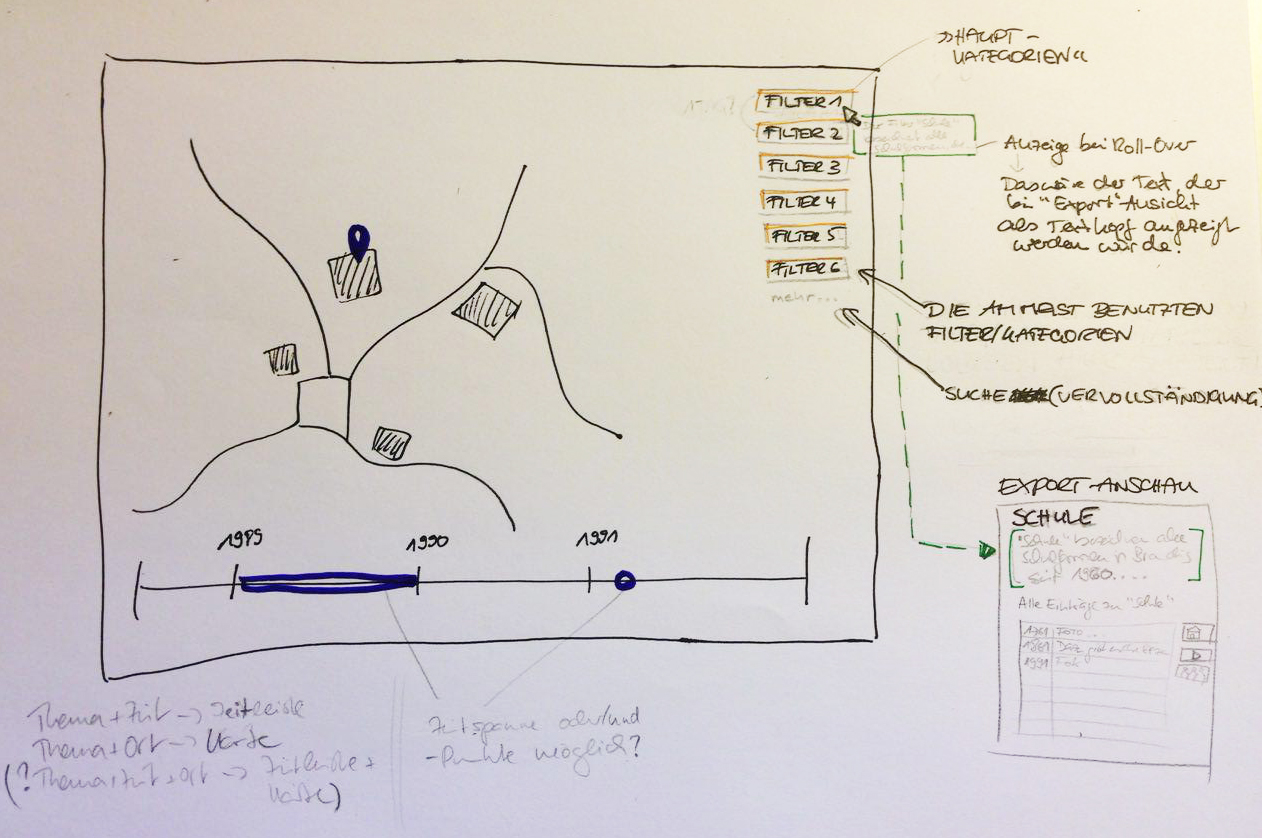 »HAUPT-
KATEGORIEN«
FILTER 1
FILTER 2
FILTER 3
FILTER 4
FILTER 5
FILTER 6
mehr...
Anzeige bei Roll-Over
Das wäre der Text, der
bei "Export"-Ansicht
als Textkopf angezeigt
werden würde.
DIE AM MEIST BENUTZTEN
FILTER/KATEGORIEN
SUCHE (VERVOLLSTÄNDIGUNG)
EXPORT-ANSCHAU
SCHULE
"Schule" bezeichnet alle
Schulformen in
seit 1960....
Alle Einträge zu "Schule"
1961 FOTO ...
1961
1991 Foto
1989
1990
1991
Thema + Zeit -> Zeitleiste
Thema + Ort -> Karte
(? Thema + Zeit + Ort -> Zeitleiste +
Karte)
Zeitspanne oder/und
-Punkte möglich?